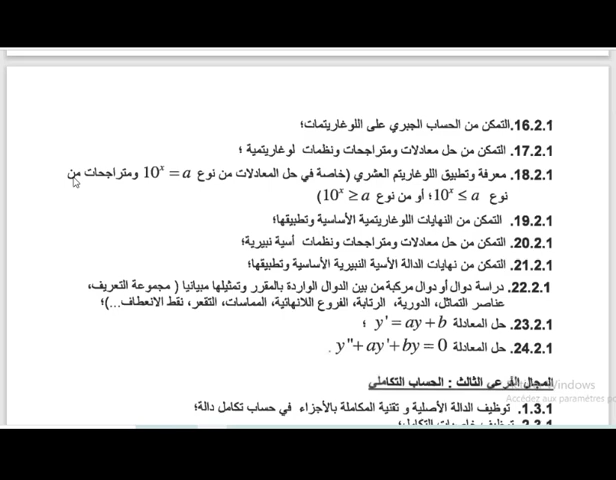 16.2.1. التمكن من الحساب الجبري على اللوغاريتمات؛
17.2.1. التمكن من حل معادلات ومتراجحات ونظمات لوغاريتمية ؛
18.2.1. معرفة وتطبيق اللوغاريتم العشري (خاصة في حل المعادلات من نوع 10^x = a ومتراجحات من
نوع 10^x ≤ a؛ أو من نوع 10^x ≥ a)
19.2.1. التمكن من النهايات اللوغاريتمية الأساسية وتطبيقها؛
20.2.1. التمكن من حل معادلات ومتراجحات ونظمات أسية نبيرية؛
21.2.1. التمكن من نهايات الدالة الأسية النبيرية الأساسية وتطبيقها؛
22.2.1. دراسة دوال أو دوال مركبة من بين الدوال الواردة بالمقرر وتمثيلها مبيانيا ( مجموعة التعريف،
عناصر التماثل، الدورية، الرتابة، الفروع اللانهائية، المماسات، التقعر، نقط الانعطاف...)؛
23.2.1. حل المعادلة y' = ay + b ؛
24.2.1. حل المعادلة y''+ ay'+ by = 0 .
المجال الفرعي الثالث : الحساب التكاملي
Windows
Accédez aux paramètres po
1.3.1. توظيف الدالة الأصلية و تقنية المكاملة بالأجزاء في حساب تكامل دالة؛
2.3.1. توظيف خاصيات التكامل؛